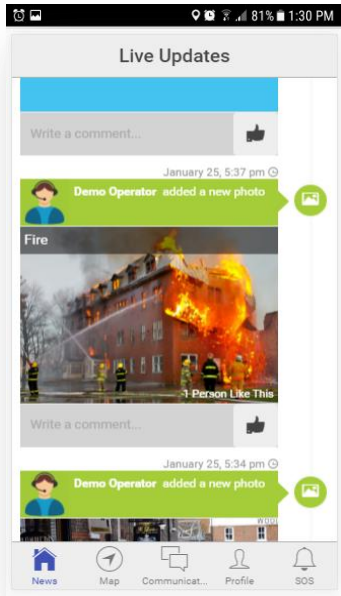 81% 1:30 PM
Live Updates
Write a comment...
January 25, 5:37 pm
Demo Operator added a new photo
Fire
1 Person Like This
Write a comment...
January 25, 5:34 pm
Demo Operator added a new photo
News Map Communicat... Profile SOS